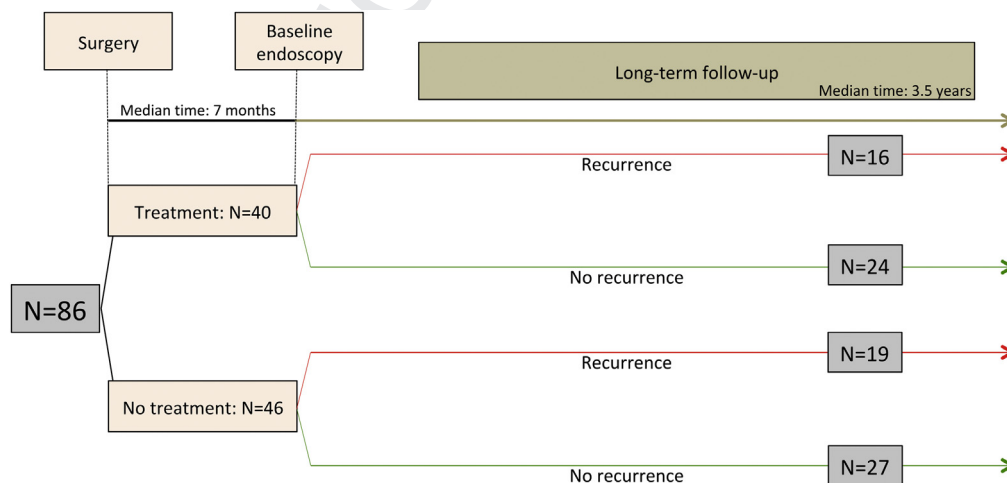 Surgery
Baseline
endoscopy
Long-term follow-up
Median time: 3.5 years
Median time: 7 months
Recurrence
N=16
Treatment: N=40
No recurrence
N=24
N=86
Recurrence
N=19
No treatment: N=46
No recurrence
N=27